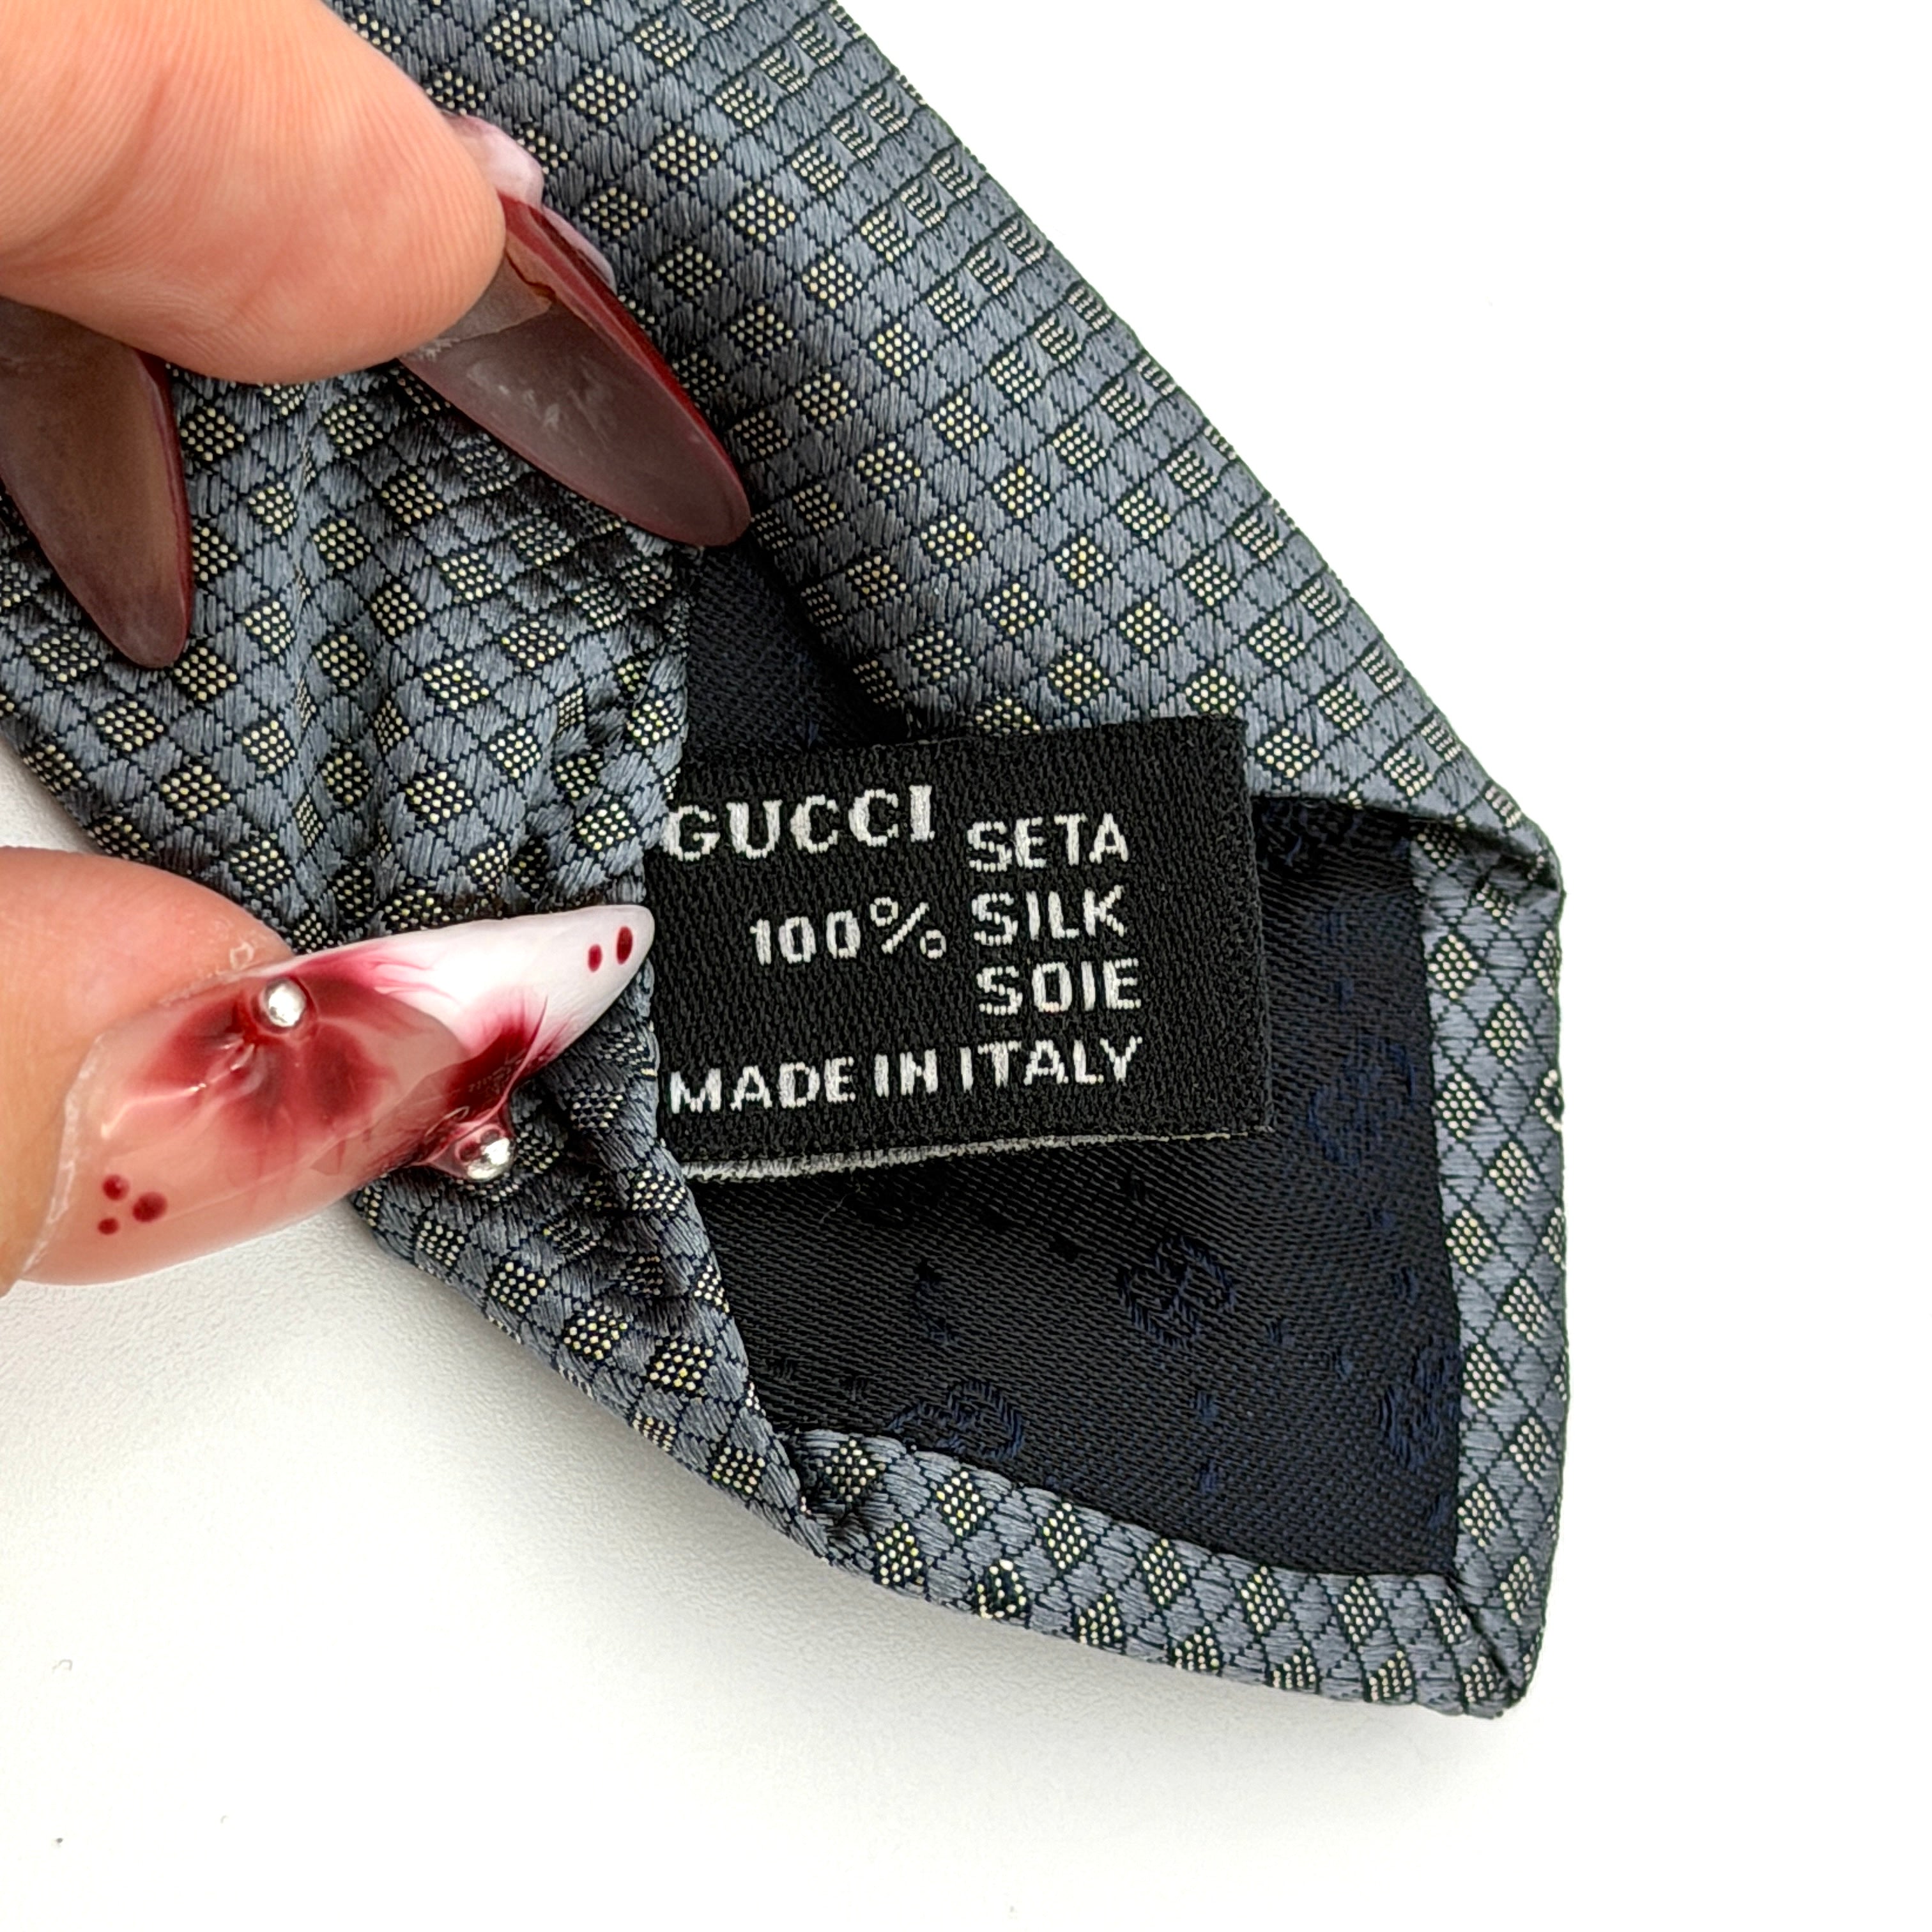 GUCCI SETA
100% SILK
SOIE
MADE IN ITALY